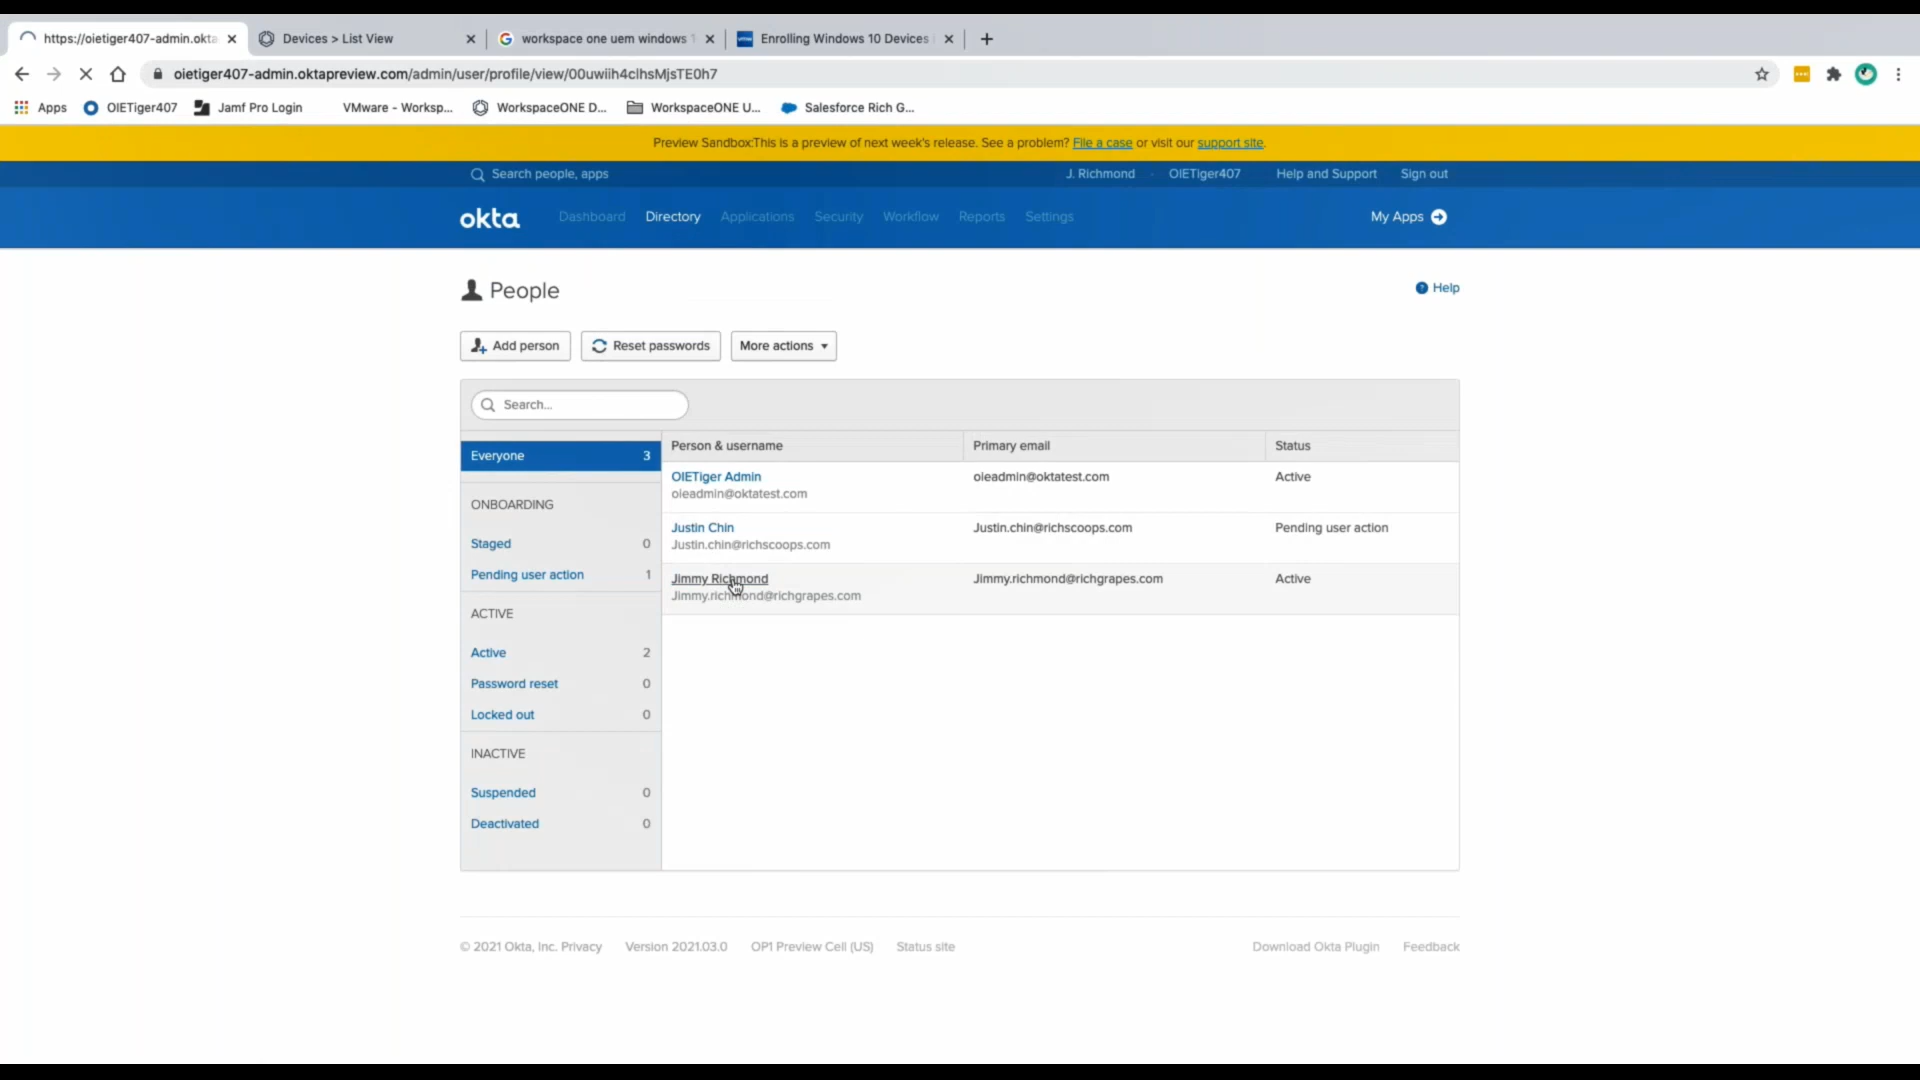 https://oietiger407-admin.okta
Devices > List View
workspace one uem windows 1
Enrolling Windows 10 Devices i
oietiger407-admin.oktapreview.com/admin/user/profile/view/00uwiih4clhsMjsTE0h7
Apps
OIETiger407
Jamf Pro Login
VMware - Worksp...
WorkspaceONE D...
WorkspaceONE U...
Salesforce Rich G...
Preview Sandbox:This is a preview of next week's release. See a problem? File a case or visit our support site.
Search people, apps
J. Richmond · OIETiger407
Help and Support
Sign out
okta
Dashboard
Directory
Applications
Security
Workflow
Reports
Settings
My Apps
People
Help
Add person
Reset passwords
More actions
Search...
Everyone 3
Person & username
Primary email
Status
OIETiger Admin
oieadmin@oktatest.com
Active
oieadmin@oktatest.com
ONBOARDING
Justin Chin
Justin.chin@richscoops.com
Pending user action
Justin.chin@richscoops.com
Staged 0
Pending user action 1
Jimmy Richmond
Jimmy.richmond@richgrapes.com
Active
Jimmy.richmond@richgrapes.com
ACTIVE
Active 2
Password reset 0
Locked out 0
INACTIVE
Suspended 0
Deactivated 0
© 2021 Okta, Inc. Privacy
Version 2021.03.0
OP1 Preview Cell (US)
Status site
Download Okta Plugin
Feedback